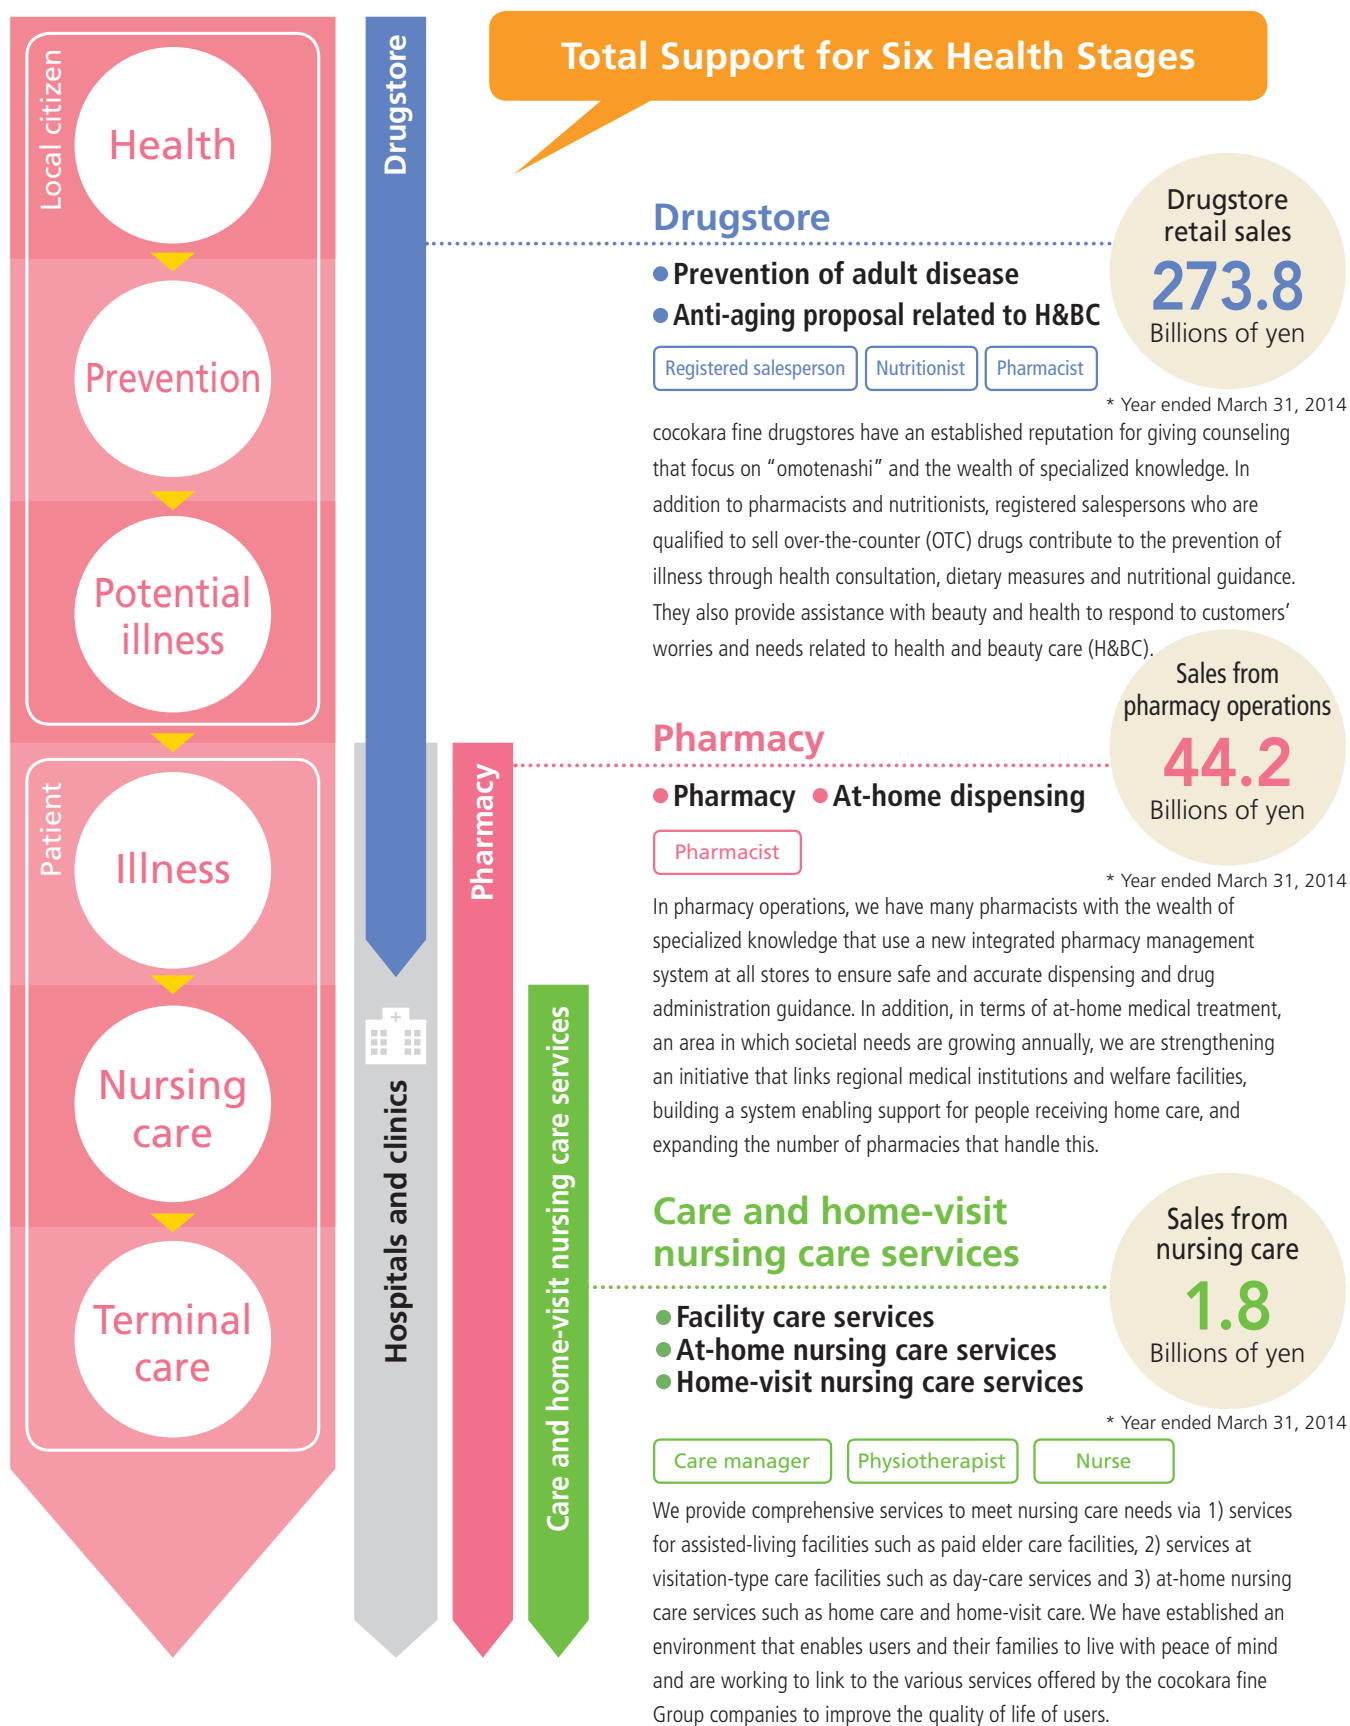 Total Support for Six Health Stages
Local citizen
Health
Prevention
Potential
illness
Patient
Illness
Nursing
care
Terminal
care
Drugstore
Hospitals and clinics
Pharmacy
Care and home-visit nursing care services
Drugstore
• Prevention of adult disease
• Anti-aging proposal related to H&BC
Registered salesperson Nutritionist Pharmacist
Drugstore
retail sales
273.8
Billions of yen
* Year ended March 31, 2014
cocokara fine drugstores have an established reputation for giving counseling
that focus on “omotenashi” and the wealth of specialized knowledge. In
addition to pharmacists and nutritionists, registered salespersons who are
qualified to sell over-the-counter (OTC) drugs contribute to the prevention of
illness through health consultation, dietary measures and nutritional guidance.
They also provide assistance with beauty and health to respond to customers’
worries and needs related to health and beauty care (H&BC).
Pharmacy
• Pharmacy • At-home dispensing
Pharmacist
Sales from
pharmacy operations
44.2
Billions of yen
* Year ended March 31, 2014
In pharmacy operations, we have many pharmacists with the wealth of
specialized knowledge that use a new integrated pharmacy management
system at all stores to ensure safe and accurate dispensing and drug
administration guidance. In addition, in terms of at-home medical treatment,
an area in which societal needs are growing annually, we are strengthening
an initiative that links regional medical institutions and welfare facilities,
building a system enabling support for people receiving home care, and
expanding the number of pharmacies that handle this.
Care and home-visit
nursing care services
• Facility care services
• At-home nursing care services
• Home-visit nursing care services
Sales from
nursing care
1.8
Billions of yen
* Year ended March 31, 2014
Care manager Physiotherapist Nurse
We provide comprehensive services to meet nursing care needs via 1) services
for assisted-living facilities such as paid elder care facilities, 2) services at
visitation-type care facilities such as day-care services and 3) at-home nursing
care services such as home care and home-visit care. We have established an
environment that enables users and their families to live with peace of mind
and are working to link to the various services offered by the cocokara fine
Group companies to improve the quality of life of users.